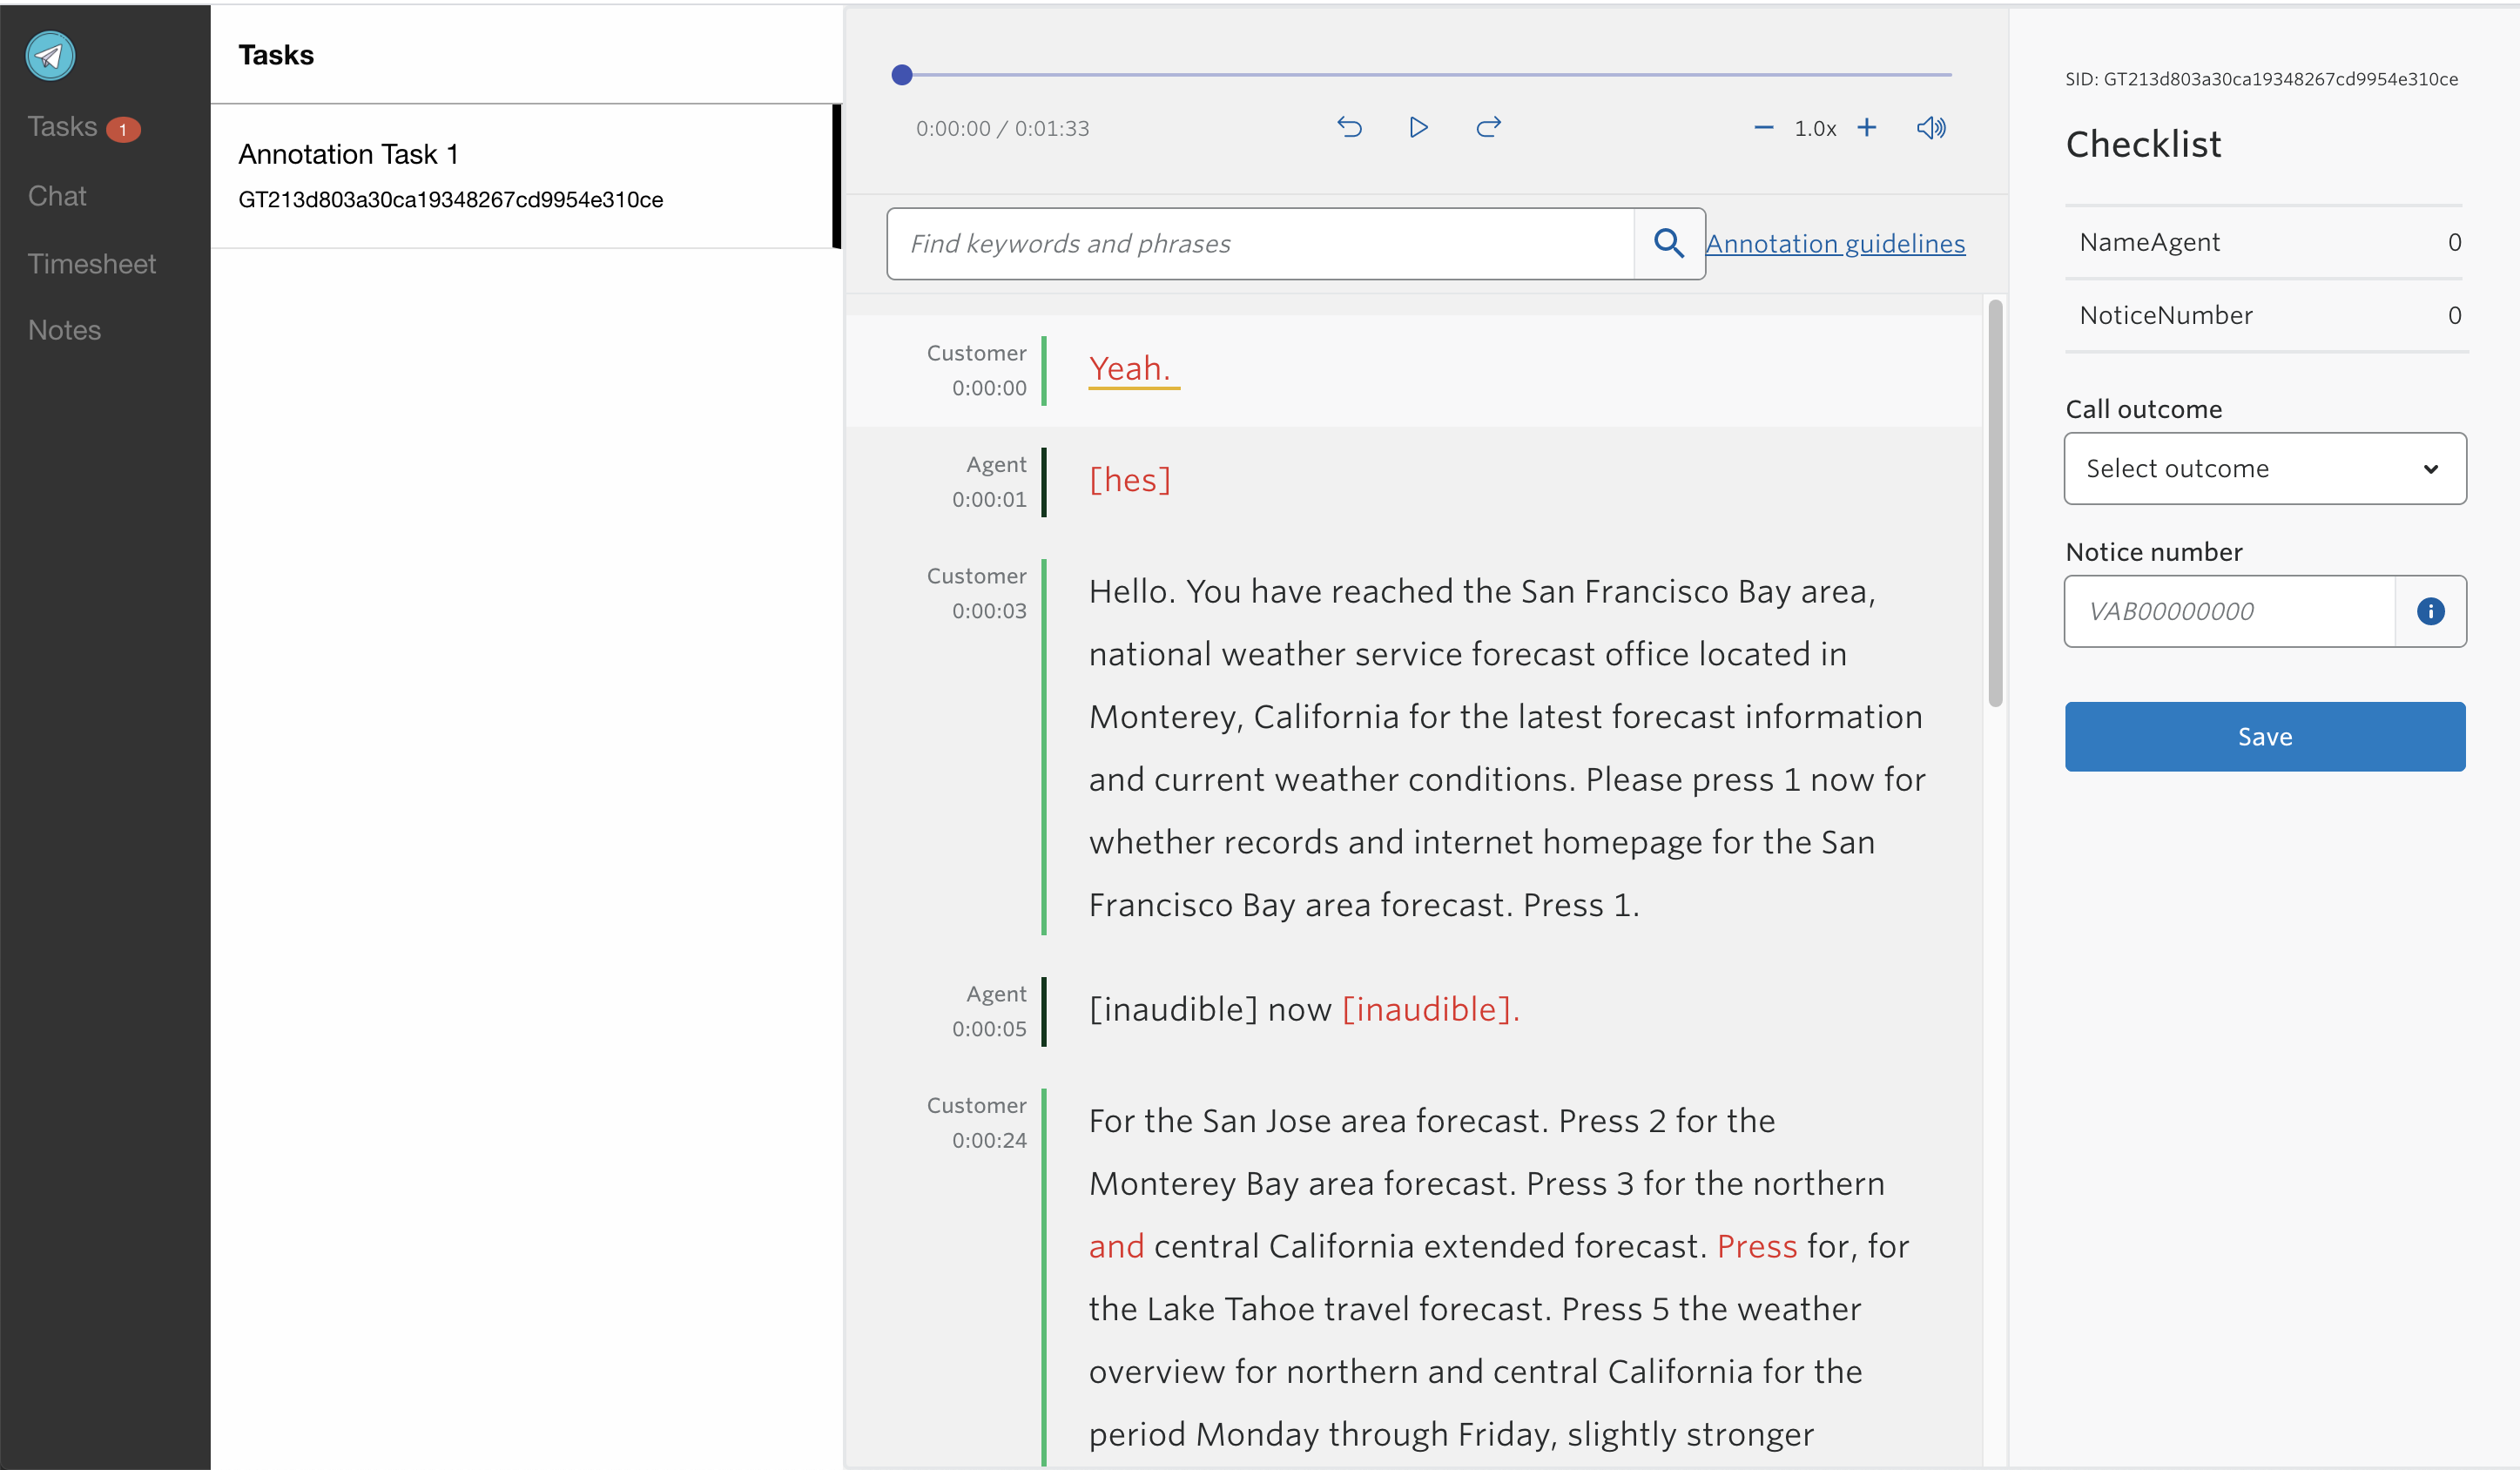 Tasks 1
Chat
Timesheet
Notes
Tasks
Annotation Task 1
GT213d803a30ca19348267cd9954e310ce
0:00:00 / 0:01:33
1.0x
Find keywords and phrases
Annotation guidelines
Customer
0:00:00
Yeah.
Agent
0:00:01
[hes]
Customer
0:00:03
Hello. You have reached the San Francisco Bay area,
national weather service forecast office located in
Monterey, California for the latest forecast information
and current weather conditions. Please press 1 now for
whether records and internet homepage for the San
Francisco Bay area forecast. Press 1.
Agent
0:00:05
[inaudible] now [inaudible].
Customer
0:00:24
For the San Jose area forecast. Press 2 for the
Monterey Bay area forecast. Press 3 for the northern
and central California extended forecast. Press for, for
the Lake Tahoe travel forecast. Press 5 the weather
overview for northern and central California for the
period Monday through Friday, slightly stronger
SID: GT213d803a30ca19348267cd9954e310ce
Checklist
NameAgent 0
NoticeNumber 0
Call outcome
Select outcome
Notice number
VAB00000000
Save